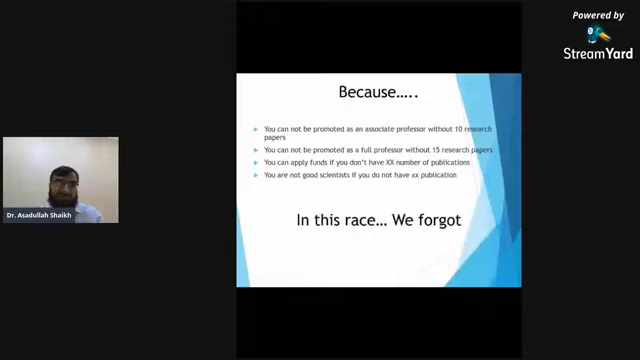 Powered by
StreamYard
Because…..
You can not be promoted as an associate professor without 10 research
papers
You can not be promoted as a full professor without 15 research papers
You can apply funds if you don't have XX number of publications
You are not good scientists if you do not have xx publication
In this race… We forgot
Dr. Asadullah Shaikh